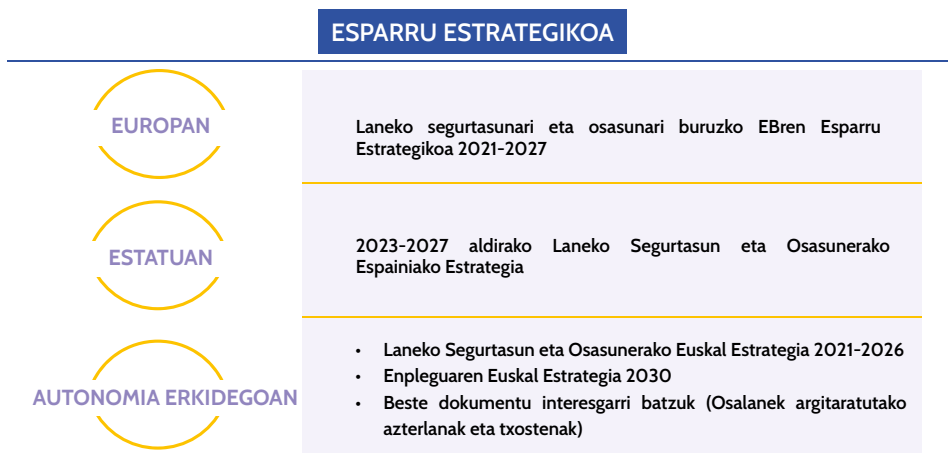 ESPARRU ESTRATEGIKOA
EUROPAN
Laneko segurtasunari eta osasunari buruzko EBren Esparru
Estrategikoa 2021-2027
ESTATUAN
2023-2027 aldirako Laneko Segurtasun eta Osasunerako
Espainiako Estrategia
AUTONOMIA ERKIDEGOAN
• Laneko Segurtasun eta Osasunerako Euskal Estrategia 2021-2026
• Enpleguaren Euskal Estrategia 2030
• Beste dokumentu interesgarri batzuk (Osalanek argitaratutako
azterlanak eta txostenak)